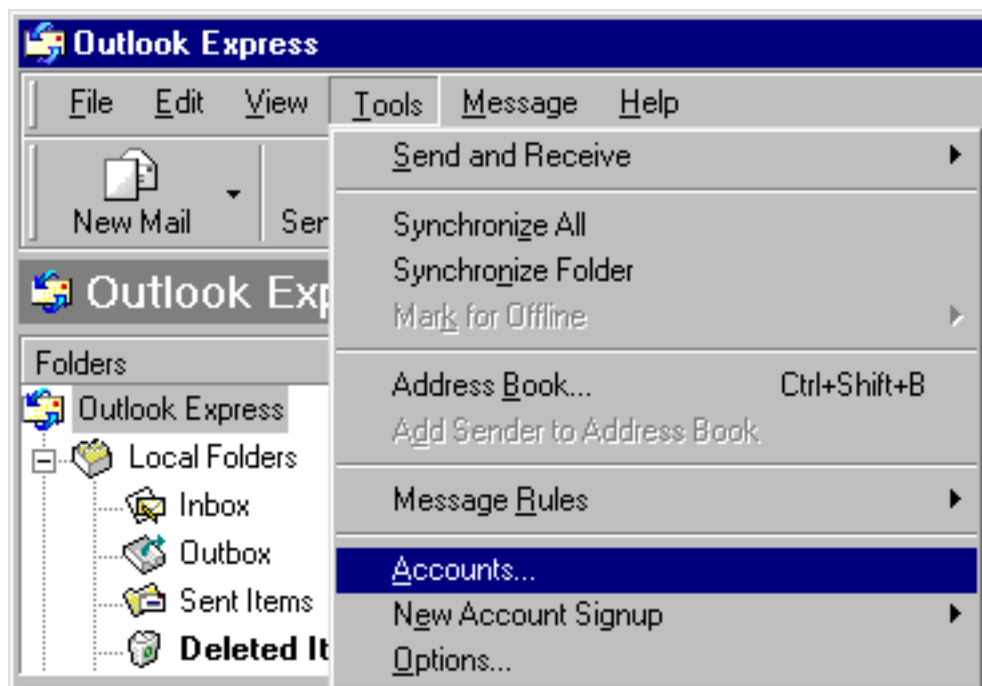 Outlook Express
File Edit View Tools Message Help
New Mail
Ser
Send and Receive
Synchronize All
Synchronize Folder
Mark for Offline
Address Book... Ctrl+Shift+B
Add Sender to Address Book
Message Rules
Accounts...
New Account Signup
Options...
Outlook Exp
Folders
Outlook Express
Local Folders
Inbox
Outbox
Sent Items
Deleted It